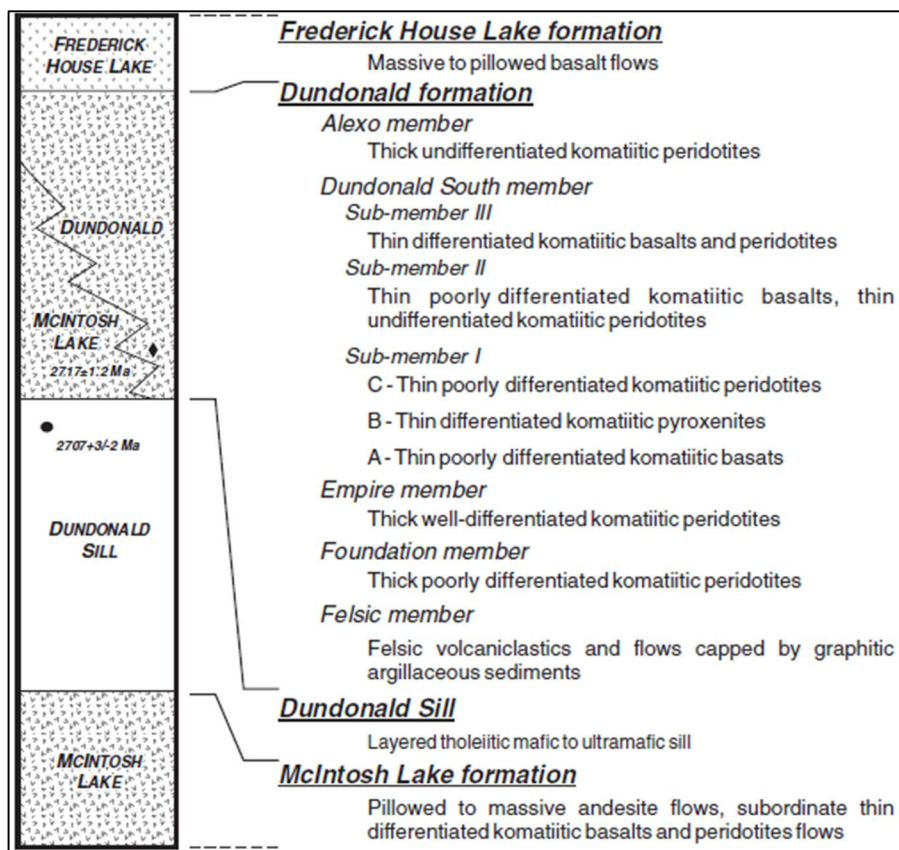 FREDERICK
HOUSE LAKE
DUNDONALD
MCINTOSH
LAKE
2717±1.2 Ma
2707+3/-2 Ma
DUNDONALD
SILL
MCINTOSH
LAKE
Frederick House Lake formation
Massive to pillowed basalt flows
Dundonald formation
Alexo member
Thick undifferentiated komatiitic peridotites
Dundonald South member
Sub-member III
Thin differentiated komatiitic basalts and peridotites
Sub-member II
Thin poorly differentiated komatiitic basalts, thin
undifferentiated komatiitic peridotites
Sub-member I
C - Thin poorly differentiated komatiitic peridotites
B - Thin differentiated komatiitic pyroxenites
A - Thin poorly differentiated komatiitic basats
Empire member
Thick well-differentiated komatiitic peridotites
Foundation member
Thick poorly differentiated komatiitic peridotites
Felsic member
Felsic volcaniclastics and flows capped by graphitic
argillaceous sediments
Dundonald Sill
Layered tholeiitic mafic to ultramafic sill
McIntosh Lake formation
Pillowed to massive andesite flows, subordinate thin
differentiated komatiitic basalts and peridotites flows